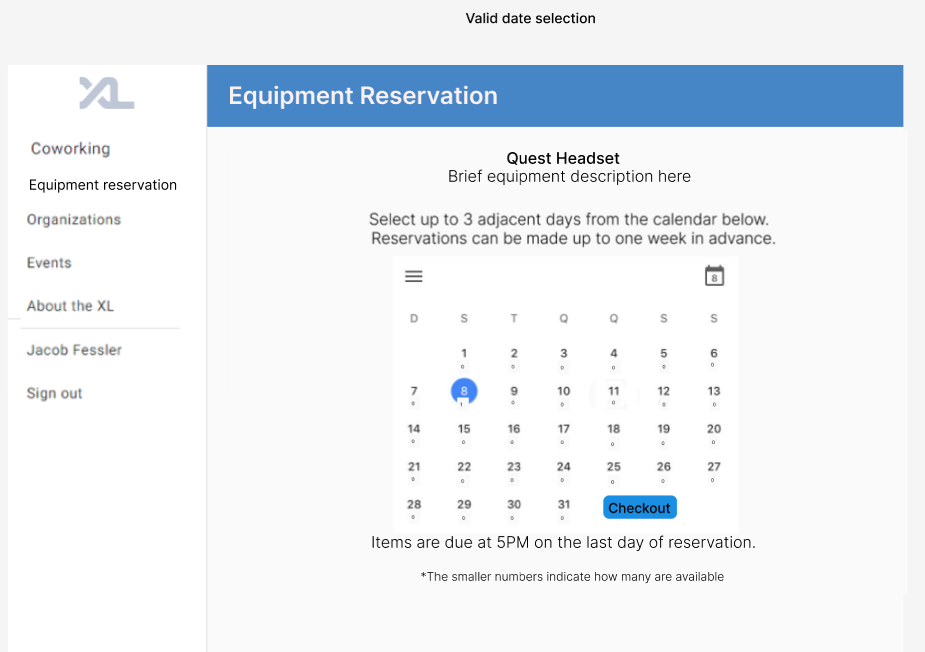 Valid date selection
XL
Equipment Reservation
Coworking
Equipment reservation
Organizations
Events
About the XL
Jacob Fessler
Sign out
Quest Headset
Brief equipment description here
Select up to 3 adjacent days from the calendar below.
Reservations can be made up to one week in advance.
8
D S T Q Q S S
1 2 3 4 5 6
0 0 0 0 0 0
7 8 9 10 11 12 13
0 1 0 0 0 0 0
14 15 16 17 18 19 20
0 0 0 0 0 0 0
21 22 23 24 25 26 27
0 0 0 0 0 0 0
28 29 30 31 Checkout
0 0 0 0
Items are due at 5PM on the last day of reservation.
*The smaller numbers indicate how many are available